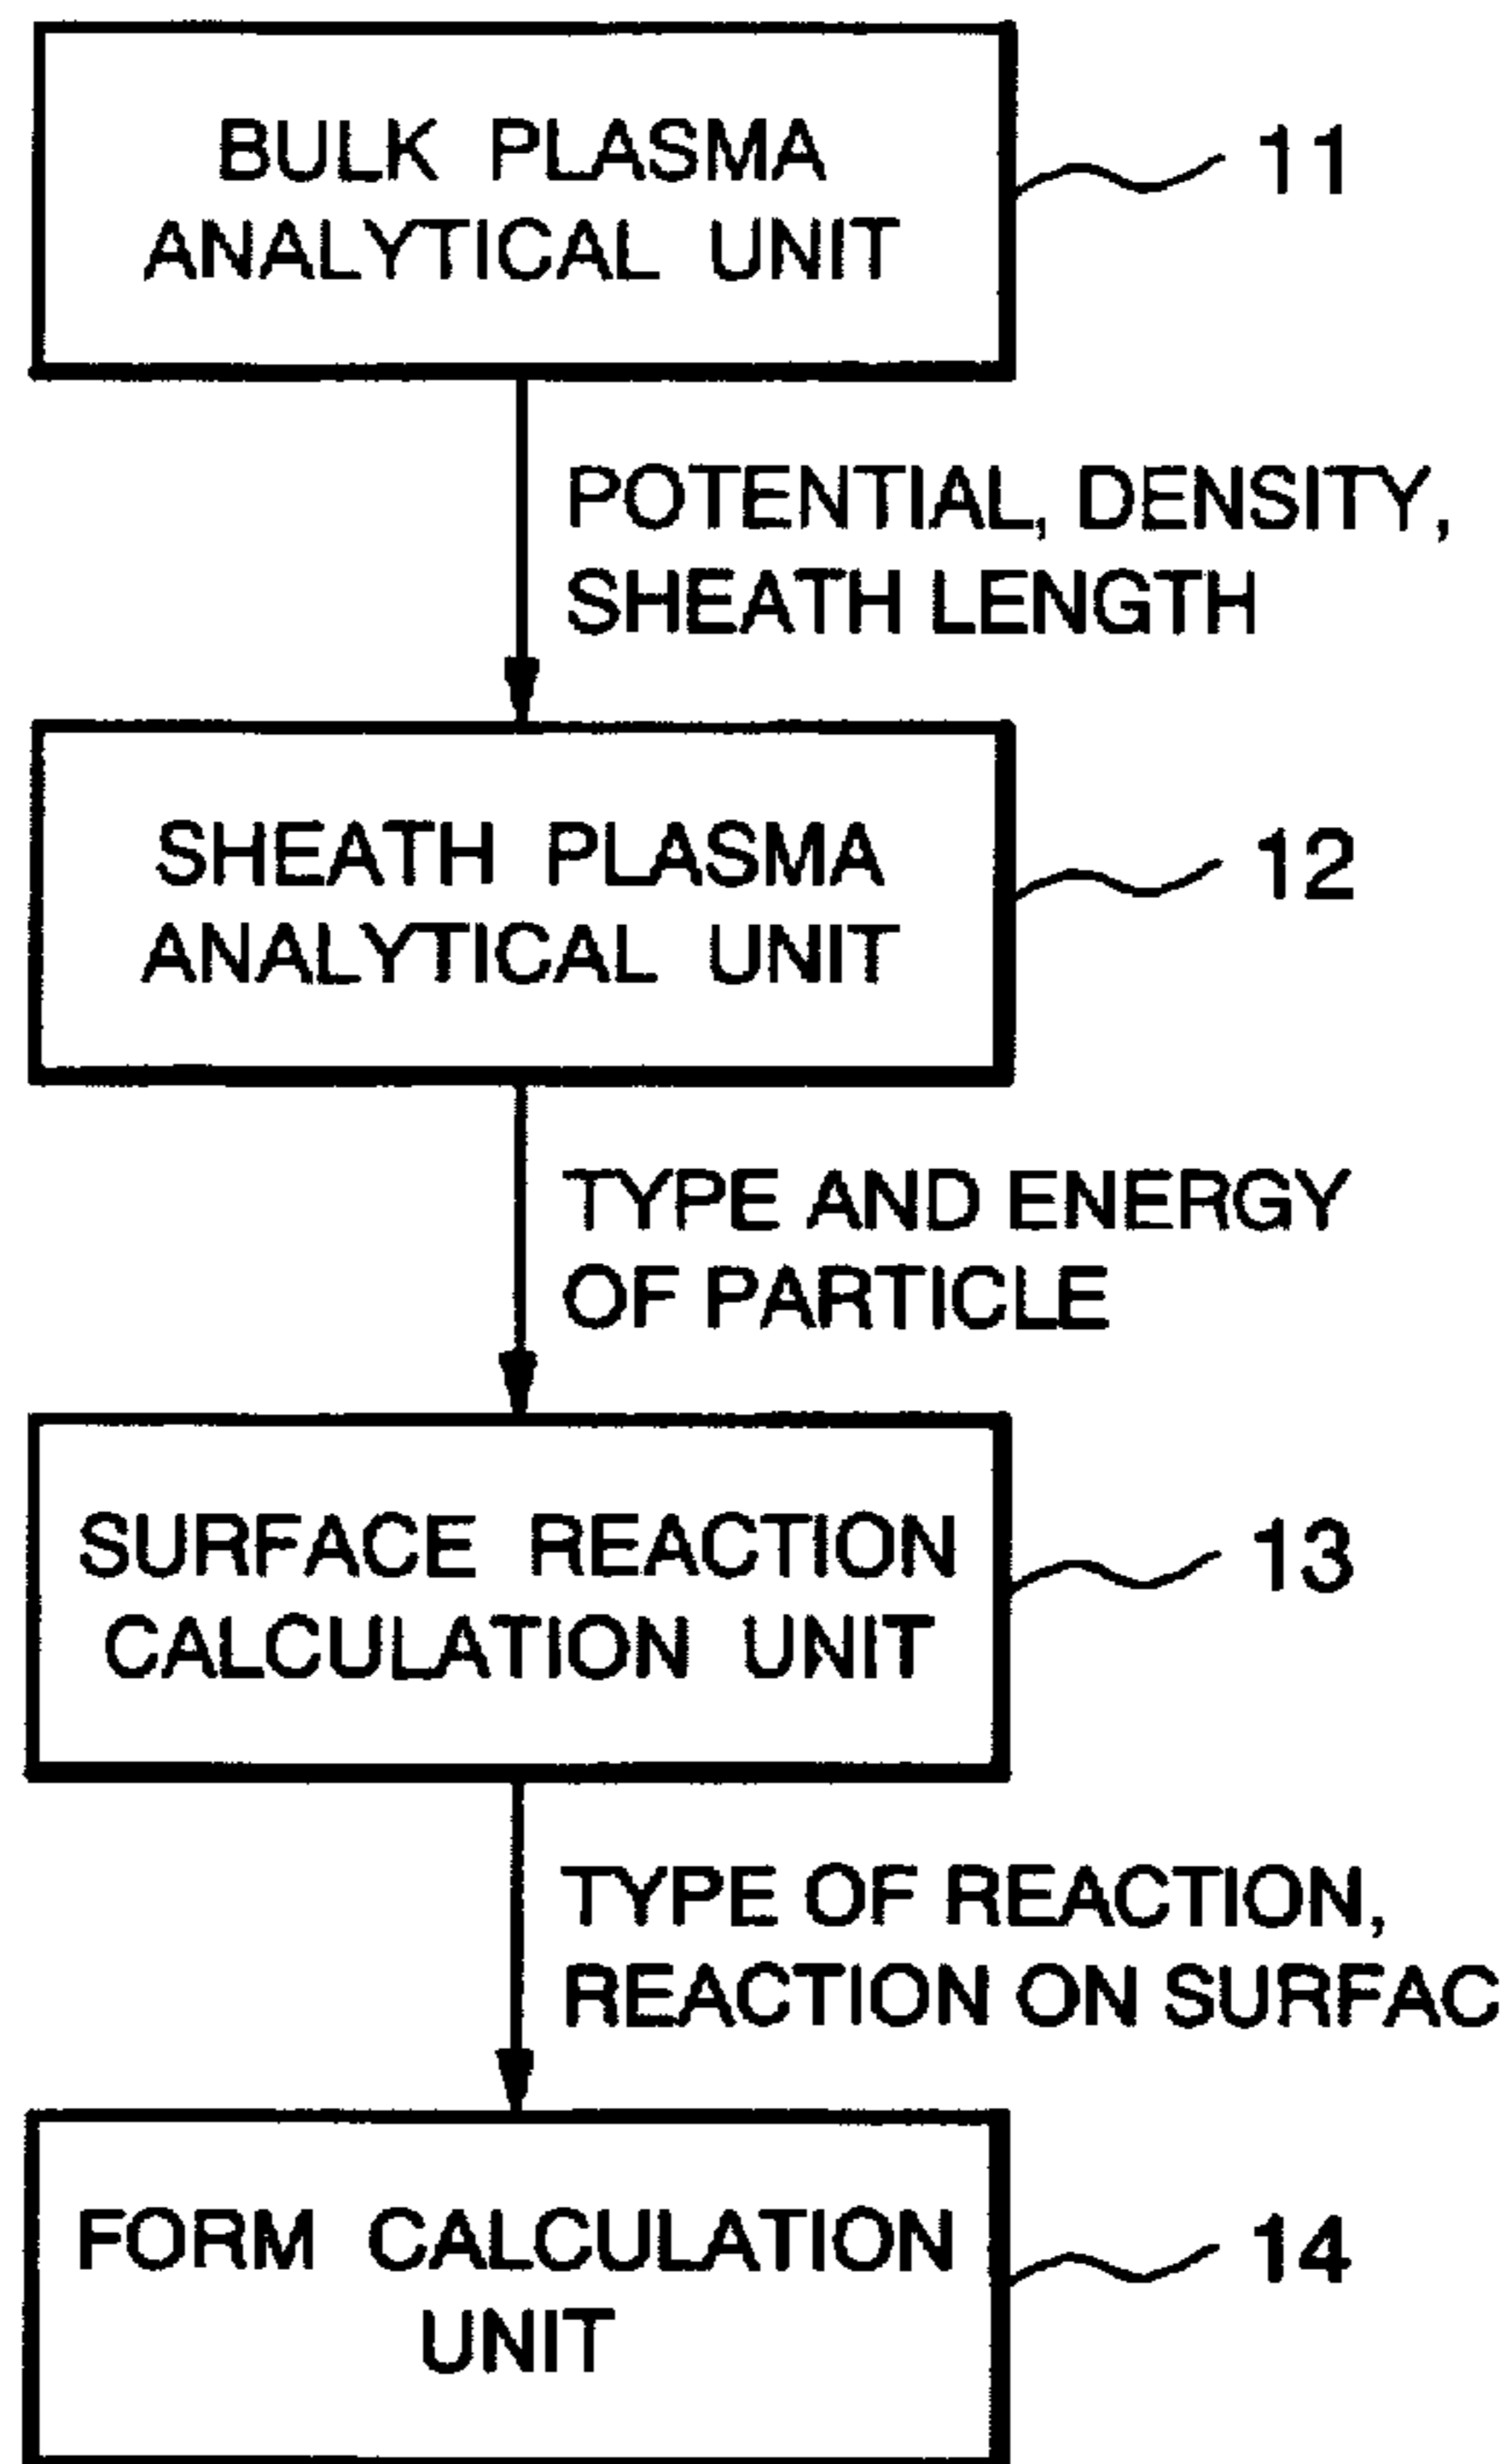 BULK PLASMA
ANALYTICAL UNIT
11
POTENTIAL, DENSITY,
SHEATH LENGTH
SHEATH PLASMA
ANALYTICAL UNIT
12
TYPE AND ENERGY
OF PARTICLE
SURFACE REACTION
CALCULATION UNIT
13
TYPE OF REACTION,
REACTION ON SURFAC
FORM CALCULATION
UNIT
14